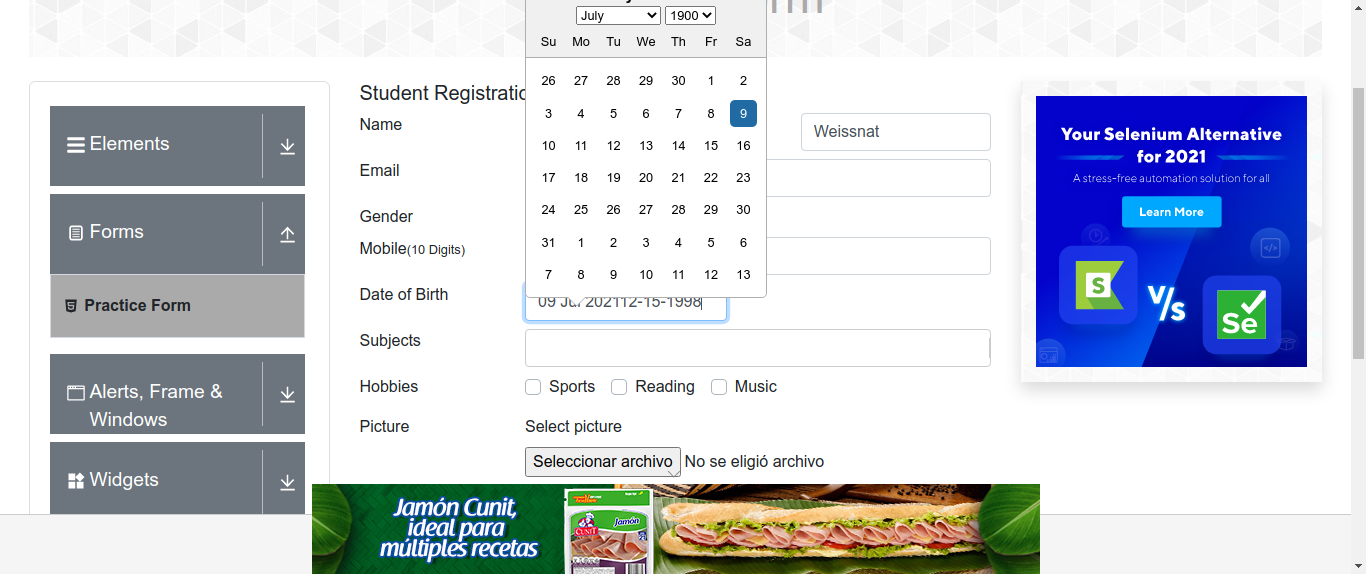 July 1900
Su Mo Tu We Th Fr Sa
26 27 28 29 30 1 2
3 4 5 6 7 8 9
10 11 12 13 14 15 16
17 18 19 20 21 22 23
24 25 26 27 28 29 30
31 1 2 3 4 5 6
7 8 9 10 11 12 13
Elements
Forms
Practice Form
Alerts, Frame &
Windows
Widgets
Student Registratio
Name
Weissnat
Email
Gender
Mobile(10 Digits)
Date of Birth
09 Jul 202112-15-1998
Subjects
Hobbies
Sports Reading Music
Picture
Select picture
Seleccionar archivo No se eligió archivo
Your Selenium Alternative
for 2021
A stress-free automation solution for all
Learn More
S
V/s
Se
Jamón Cunit,
ideal para
múltiples recetas
CUNIT
Jamón